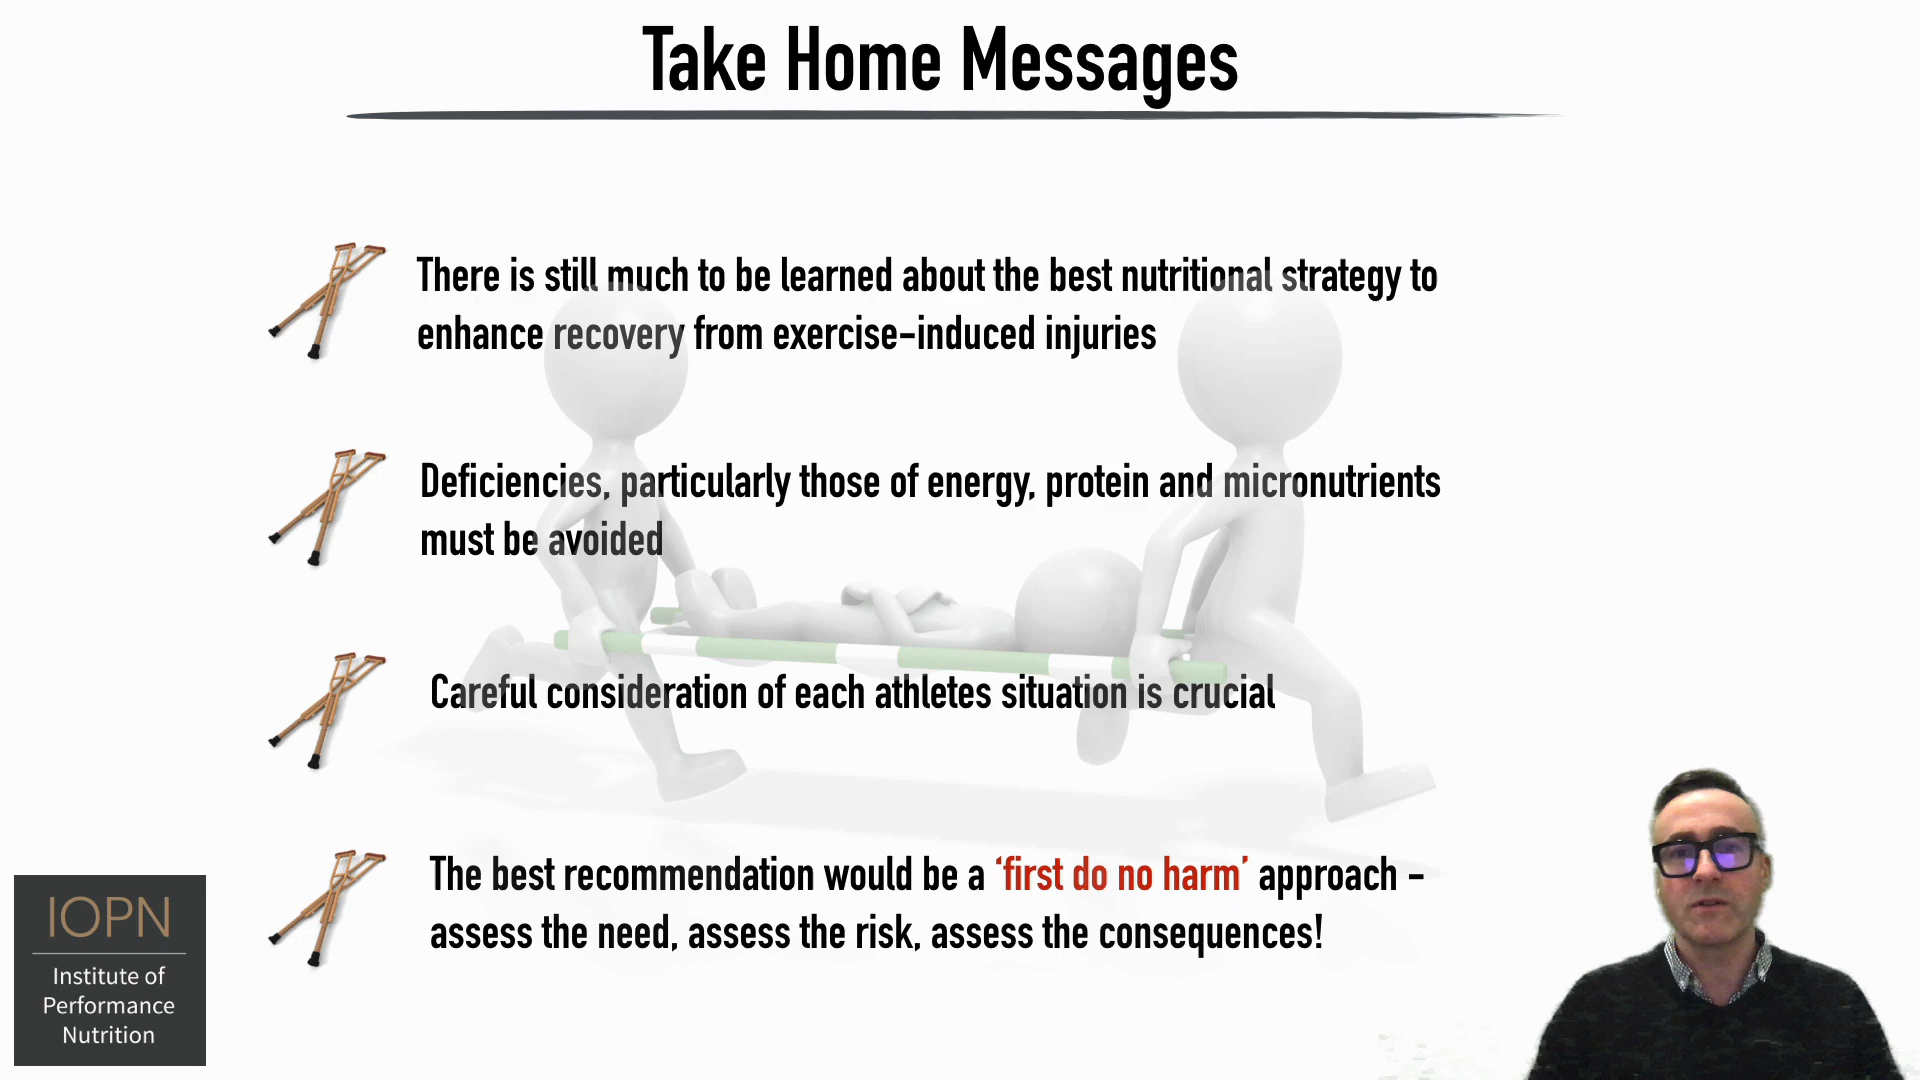 Take Home Messages
There is still much to be learned about the best nutritional strategy to
enhance recovery from exercise-induced injuries
Deficiencies, particularly those of energy, protein and micronutrients
must be avoided
Careful consideration of each athletes situation is crucial
The best recommendation would be a ‘first do no harm’ approach -
assess the need, assess the risk, assess the consequences!
IOPN
Institute of
Performance
Nutrition